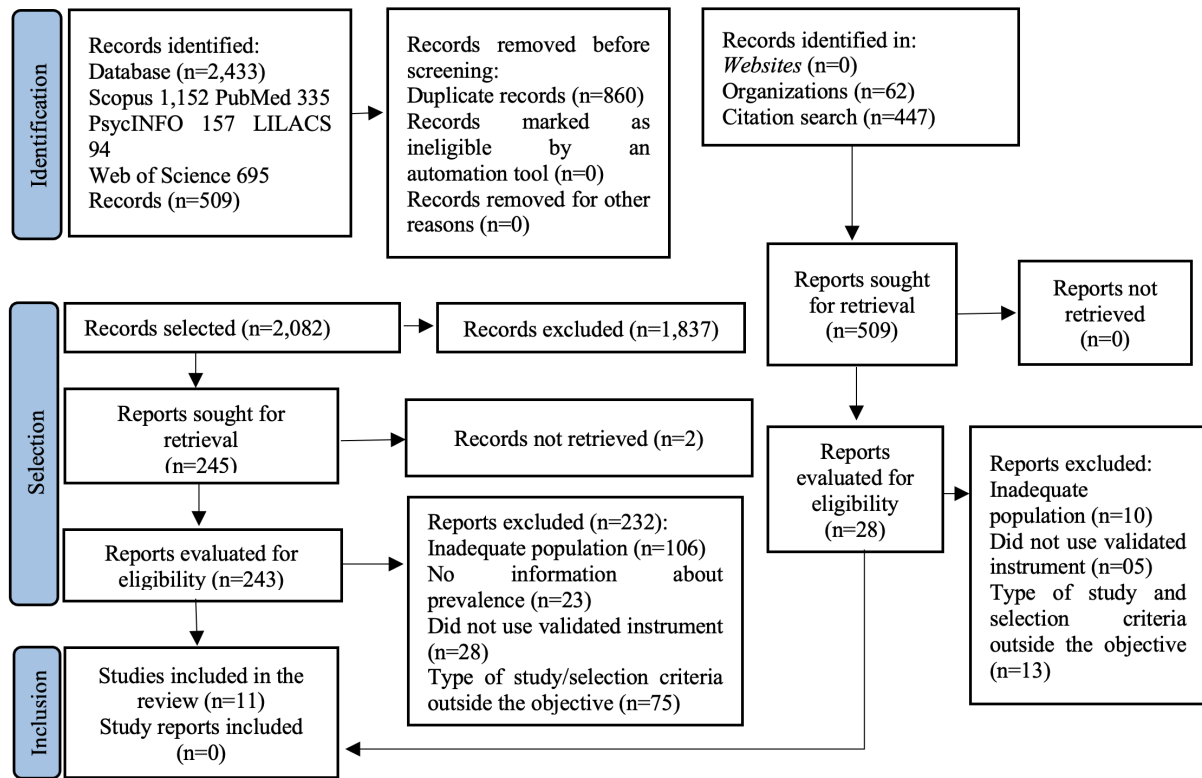 Identification
Records identified:
Database (n=2,433)
Scopus 1,152 PubMed 335
PsycINFO 157 LILACS
94
Web of Science 695
Records (n=509)
Records removed before
screening:
Duplicate records (n=860)
Records marked as
ineligible by an
automation tool (n=0)
Records removed for other
reasons (n=0)
Records identified in:
Websites (n=0)
Organizations (n=62)
Citation search (n=447)
Selection
Records selected (n=2,082)
Records excluded (n=1,837)
Reports sought
for retrieval
(n=509)
Reports not
retrieved
(n=0)
Reports sought for
retrieval
(n=245)
Records not retrieved (n=2)
Reports
evaluated for
eligibility
(n=28)
Reports excluded:
Inadequate
population (n=10)
Did not use validated
instrument (n=05)
Type of study and
selection criteria
outside the objective
(n=13)
Reports evaluated for
eligibility (n=243)
Reports excluded (n=232):
Inadequate population (n=106)
No information about
prevalence (n=23)
Did not use validated instrument
(n=28)
Type of study/selection criteria
outside the objective (n=75)
Inclusion
Studies included in the
review (n=11)
Study reports included
(n=0)